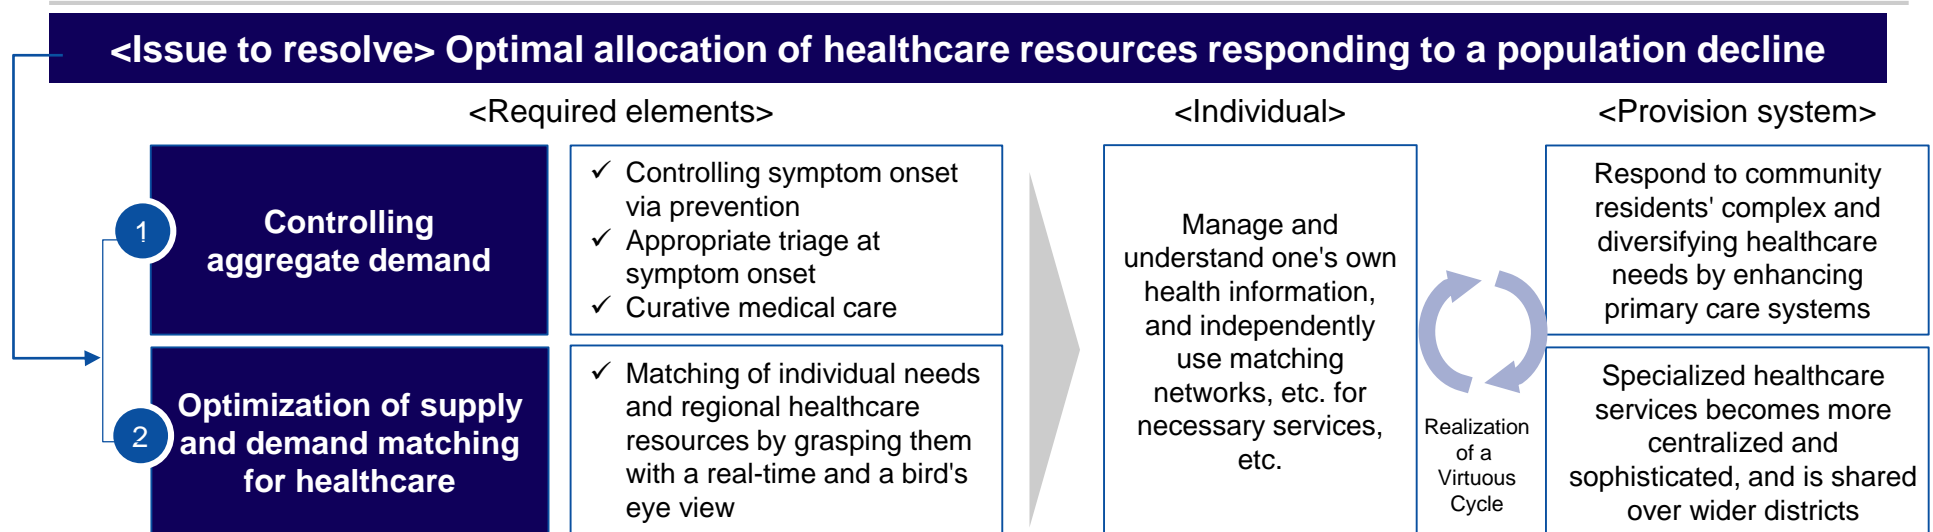 <Issue to resolve> Optimal allocation of healthcare resources responding to a population decline
<Required elements>
<Individual>
<Provision system>
1
Controlling
aggregate demand
✓ Controlling symptom onset
via prevention
✓ Appropriate triage at
symptom onset
✓ Curative medical care
2
Optimization of supply
and demand matching
for healthcare
✓ Matching of individual needs
and regional healthcare
resources by grasping them
with a real-time and a bird's
eye view
Manage and
understand one's own
health information,
and independently
use matching
networks, etc. for
necessary services,
etc.
Realization
of a
Virtuous
Cycle
Respond to community
residents' complex and
diversifying healthcare
needs by enhancing
primary care systems
Specialized healthcare
services becomes more
centralized and
sophisticated, and is shared
over wider districts